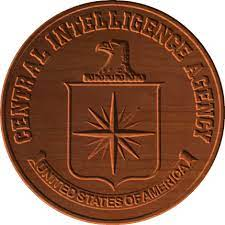 CENTRAL INTELLIGENCE AGENCY
UNITED STATES OF AMERICA